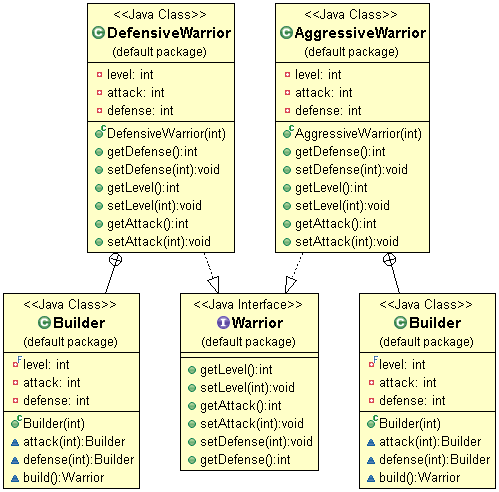 <<Java Class>>
DefensiveWarrior
(default package)
level: int
attack: int
defense: int
DefensiveWarrior(int)
getDefense():int
setDefense(int):void
getLevel():int
setLevel(int):void
getAttack():int
setAttack(int):void
<<Java Class>>
AggressiveWarrior
(default package)
level: int
attack: int
defense: int
AggressiveWarrior(int)
getDefense():int
setDefense(int):void
getLevel():int
setLevel(int):void
getAttack():int
setAttack(int):void
<<Java Class>>
Builder
(default package)
level: int
attack: int
defense: int
Builder(int)
attack(int):Builder
defense(int):Builder
build():Warrior
<<Java Interface>>
Warrior
(default package)
getLevel():int
setLevel(int):void
getAttack():int
setAttack(int):void
setDefense(int):void
getDefense():int
<<Java Class>>
Builder
(default package)
level: int
attack: int
defense: int
Builder(int)
attack(int):Builder
defense(int):Builder
build():Warrior